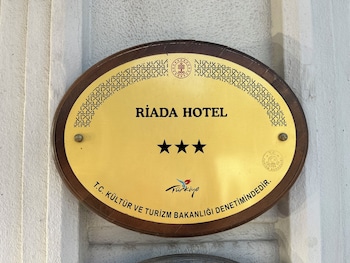 RİADA HOTEL
★★★
Türkiye
T.C. KÜLTÜR VE TURİZM BAKANLIĞI DENETİMİNDEDİR.